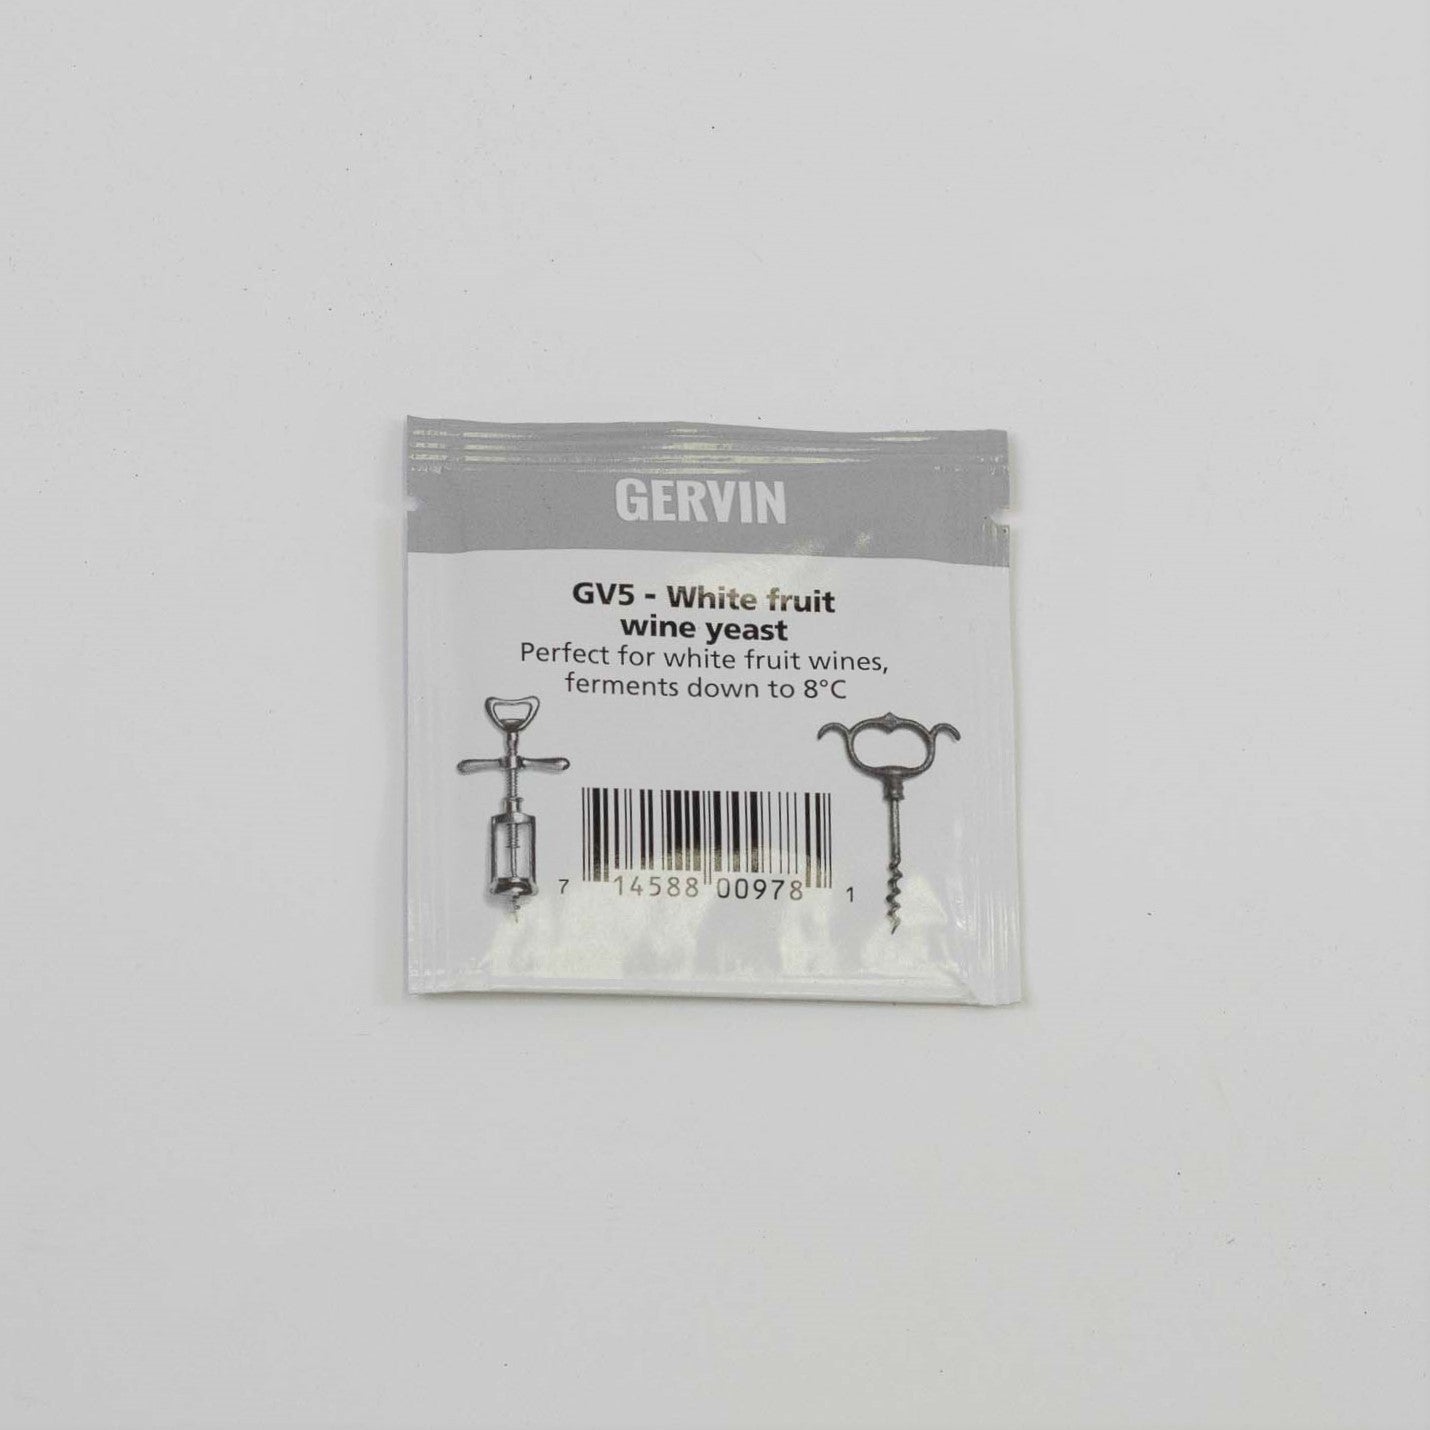 GERVIN
GV5 - White fruit
wine yeast
Perfect for white fruit wines,
ferments down to 8°C
7 14588 00978 1